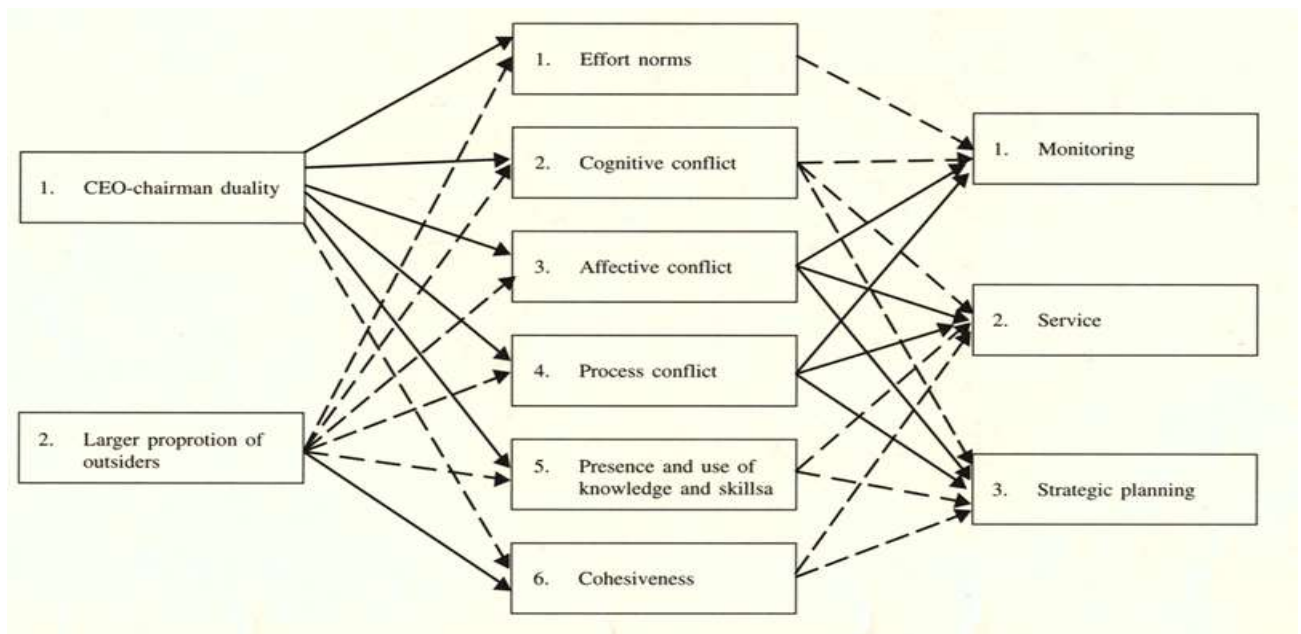 1. Effort norms
2. Cognitive conflict
3. Affective conflict
4. Process conflict
5. Presence and use of
knowledge and skillsa
6. Cohesiveness
1. CEO-chairman duality
2. Larger proprotion of
outsiders
1. Monitoring
2. Service
3. Strategic planning